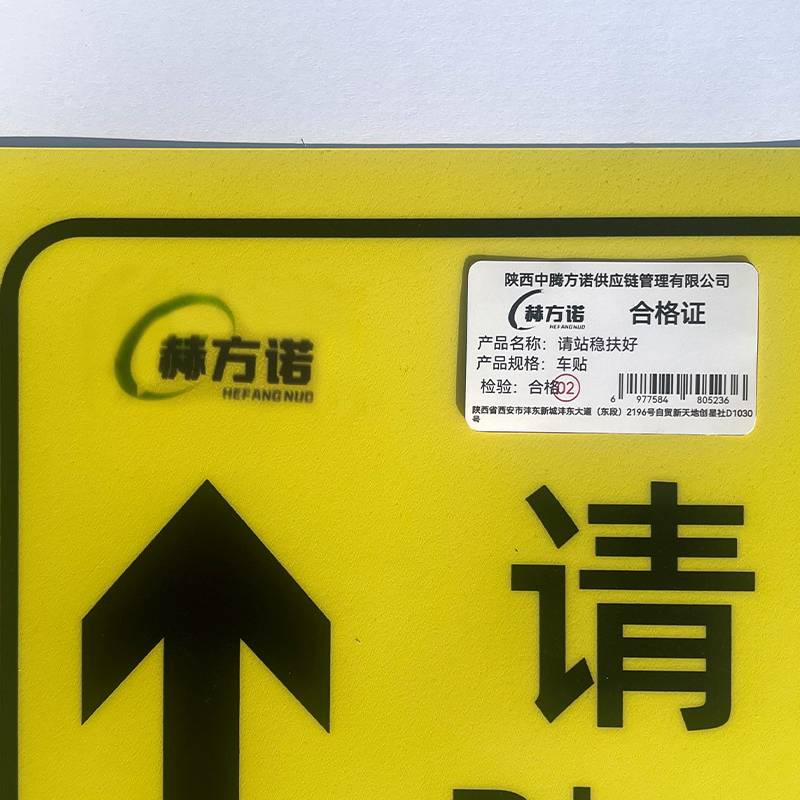 赫方诺
HEFANGNUO
陕西中腾方诺供应链管理有限公司
赫方诺
HEFANGNUO
合格证
产品名称：请站稳扶好
产品规格：车贴
检验：合格 02
6 977584 805236
陕西省西安市沣东新城沣东大道（东段）2196号自贸新天地创星社D1030
号
请